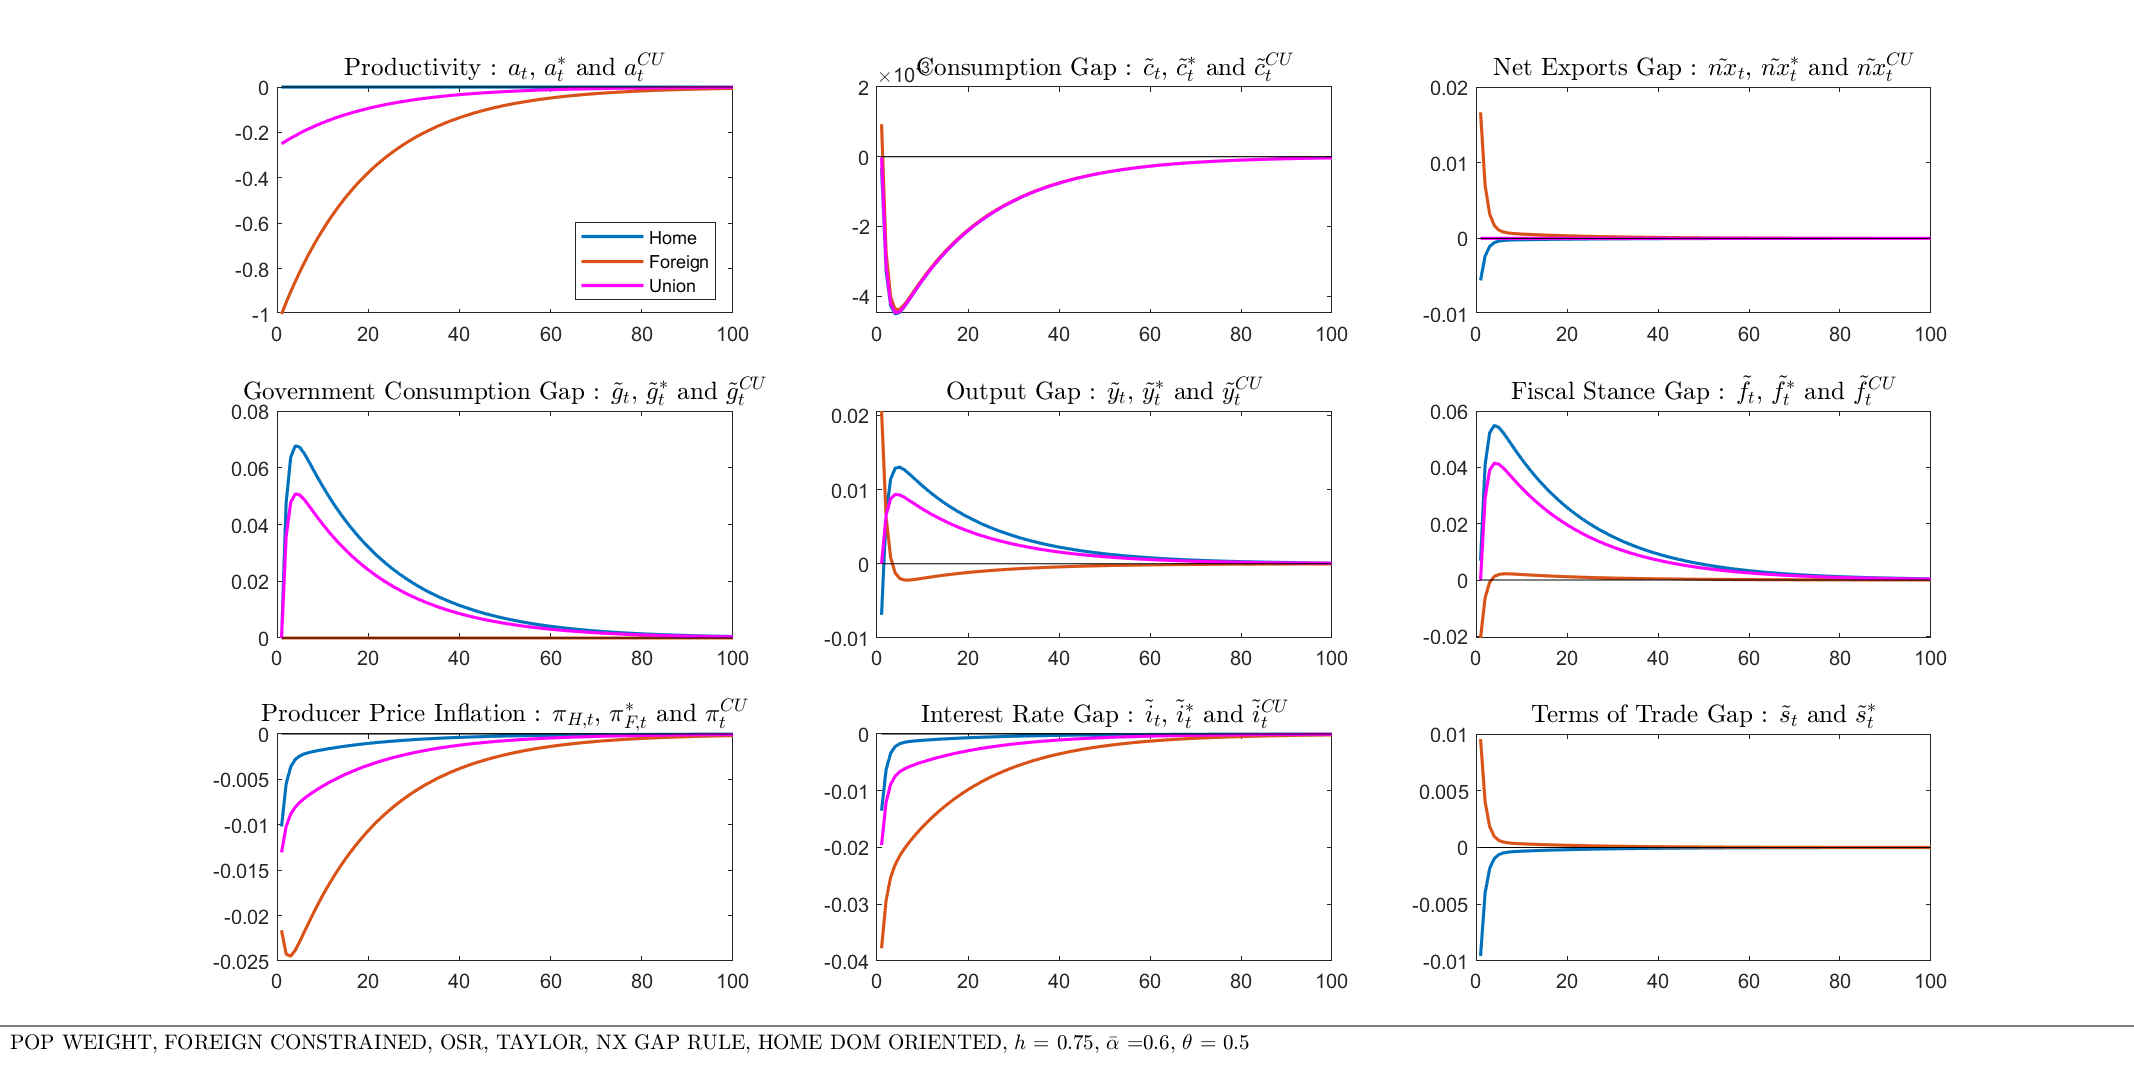 Productivity : a_t, a_t^* and a_t^{CU}
0
-0.2
-0.4
-0.6
-0.8
-1
0 20 40 60 80 100
Home
Foreign
Union
×10^{-3}
Consumption Gap : c̃_t, c̃_t^* and c̃_t^{CU}
2
0
-2
-4
0 20 40 60 80 100
Net Exports Gap : ñx_t, ñx_t^* and ñx_t^{CU}
0.02
0.01
0
-0.01
0 20 40 60 80 100
Government Consumption Gap : g̃_t, g̃_t^* and g̃_t^{CU}
0.08
0.06
0.04
0.02
0
0 20 40 60 80 100
Output Gap : ỹ_t, ỹ_t^* and ỹ_t^{CU}
0.02
0.01
0
-0.01
0 20 40 60 80 100
Fiscal Stance Gap : f̃_t, f̃_t^* and f̃_t^{CU}
0.06
0.04
0.02
0
-0.02
0 20 40 60 80 100
Producer Price Inflation : π_{H,t}, π_{F,t}^* and π_t^{CU}
0
-0.005
-0.01
-0.015
-0.02
-0.025
0 20 40 60 80 100
Interest Rate Gap : ĩ_t, ĩ_t^* and ĩ_t^{CU}
0
-0.01
-0.02
-0.03
-0.04
0 20 40 60 80 100
Terms of Trade Gap : s̃_t and s̃_t^*
0.01
0.005
0
-0.005
-0.01
0 20 40 60 80 100
POP WEIGHT, FOREIGN CONSTRAINED, OSR, TAYLOR, NX GAP RULE, HOME DOM ORIENTED, h = 0.75, ᾱ =0.6, θ = 0.5